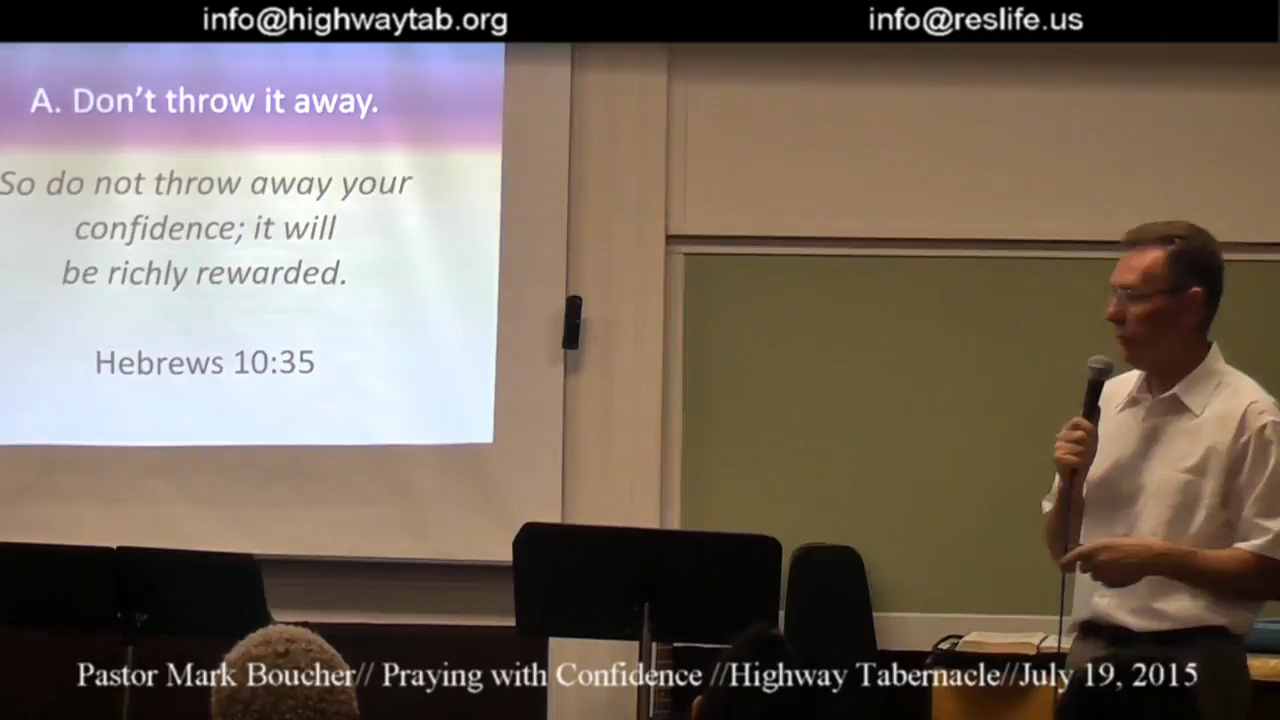 info@highwaytab.org info@reslife.us
A. Don't throw it away.
So do not throw away your
confidence; it will
be richly rewarded.
Hebrews 10:35
Pastor Mark Boucher// Praying with Confidence //Highway Tabernacle//July 19, 2015